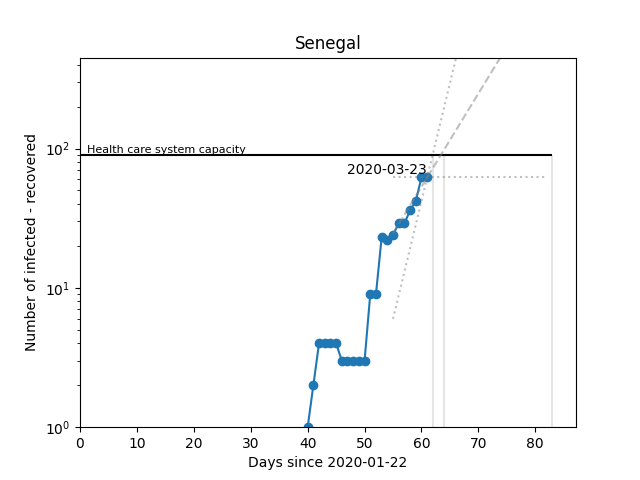 Senegal
Number of infected - recovered
10²
10¹
10⁰
Health care system capacity
2020-03-23
0 10 20 30 40 50 60 70 80
Days since 2020-01-22